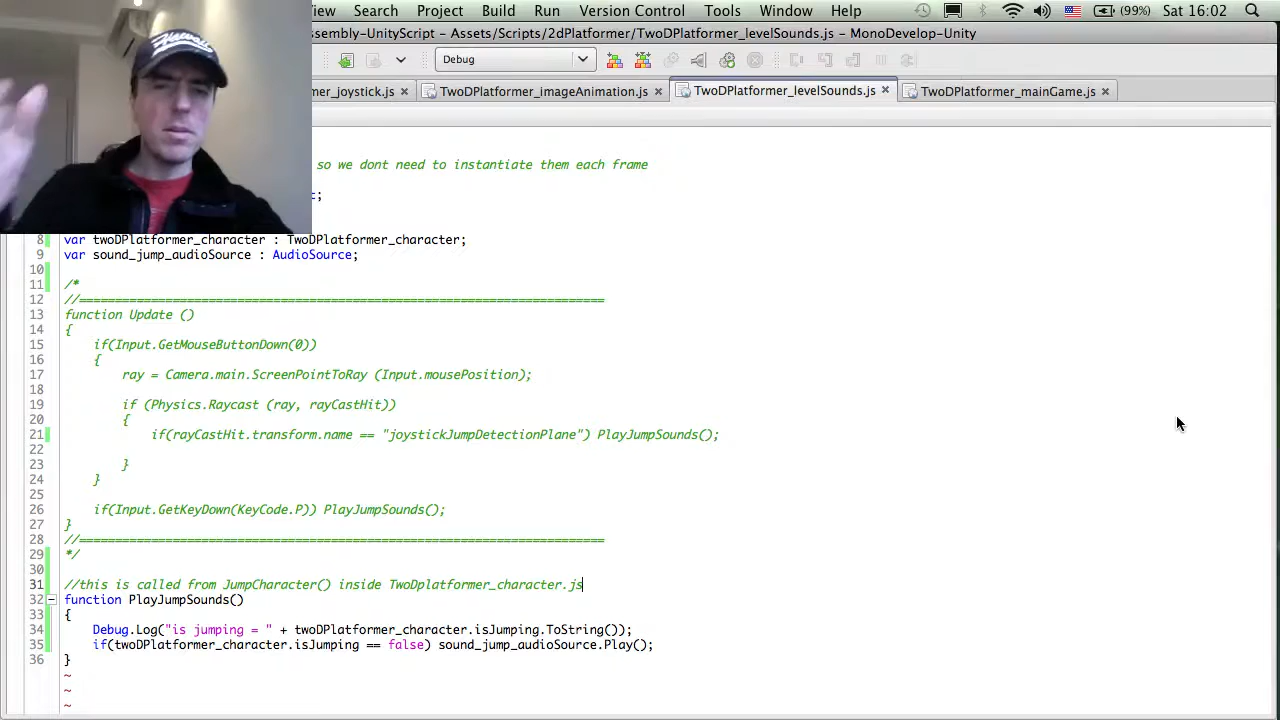 View Search Project Build Run Version Control Tools Window Help (99%) Sat 16:02
ssembly-UnityScript - Assets/Scripts/2dPlatformer/TwoDPlatformer_levelSounds.js - MonoDevelop-Unity
Debug
mer_joystick.js TwoDPlatformer_imageAnimation.js TwoDPlatformer_levelSounds.js TwoDPlatformer_mainGame.js
so we dont need to instantiate them each frame
8 var twoDPlatformer_character : TwoDPlatformer_character;
9 var sound_jump_audioSource : AudioSource;
10
11 /*
12 //=========================================================================
13 function Update ()
14 {
15 if(Input.GetMouseButtonDown(0))
16 {
17 ray = Camera.main.ScreenPointToRay (Input.mousePosition);
18
19 if (Physics.Raycast (ray, rayCastHit))
20 {
21 if(rayCastHit.transform.name == "joystickJumpDetectionPlane") PlayJumpSounds();
22
23 }
24 }
25
26 if(Input.GetKeyDown(KeyCode.P)) PlayJumpSounds();
27 }
28 //=========================================================================
29 */
30
31 //this is called from JumpCharacter() inside TwoDplatformer_character.js
32 function PlayJumpSounds()
33 {
34 Debug.Log("is jumping = " + twoDPlatformer_character.isJumping.ToString());
35 if(twoDPlatformer_character.isJumping == false) sound_jump_audioSource.Play();
36 }
~
~
~